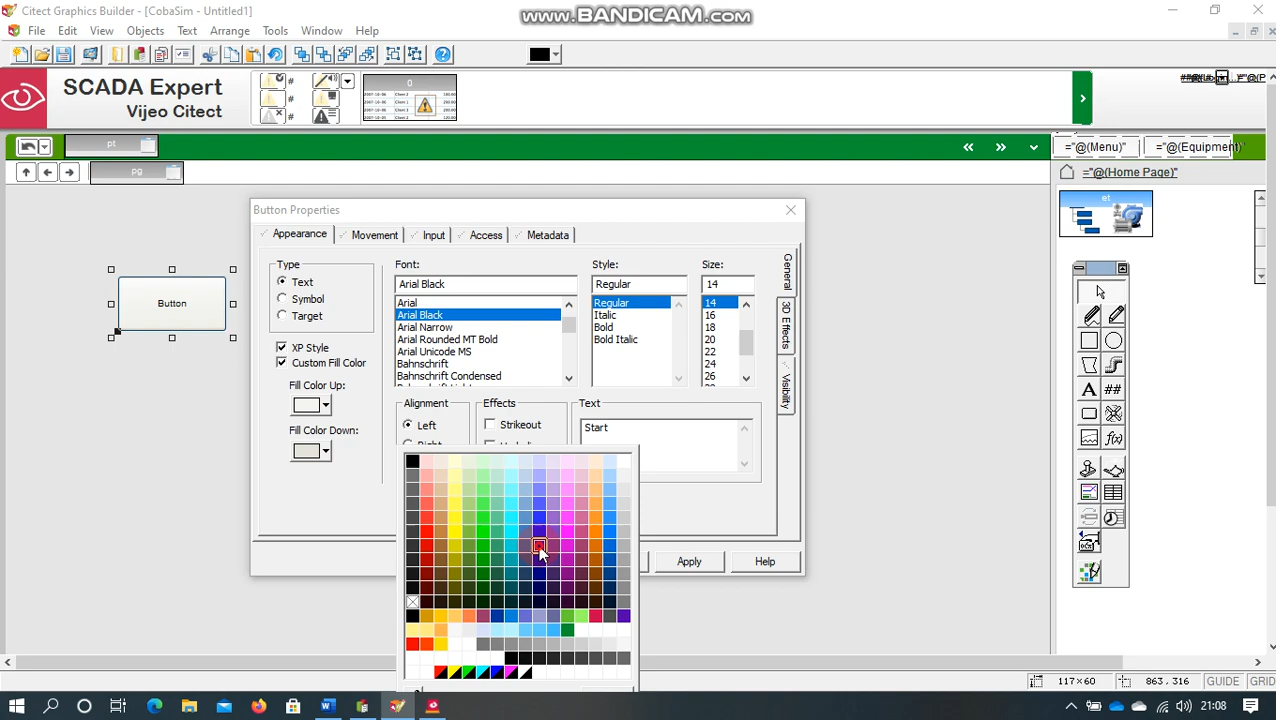 Citect Graphics Builder - [CobaSim - Untitled1]
www.BANDICAM.com
File Edit View Objects Text Arrange Tools Window Help
SCADA Expert
Vijeo Citect
#
#
#
0
pt
="@(Menu)" ="@(Equipment)"
pg
="@(Home Page)"
et
Button Properties
Appearance Movement Input Access Metadata
Type
Text
Symbol
Target
XP Style
Custom Fill Color
Fill Color Up:
Fill Color Down:
Font:
Arial Black
Arial
Arial Black
Arial Narrow
Arial Rounded MT Bold
Arial Unicode MS
Bahnschrift
Bahnschrift Condensed
Style:
Regular
Regular
Italic
Bold
Bold Italic
Size:
14
14
16
18
20
22
24
26
General
3D Effects
Visibility
Alignment
Left
Effects
Strikeout
Text
Start
Apply Help
Button
A ##
117×60 863, 316 GUIDE GRID
21:08